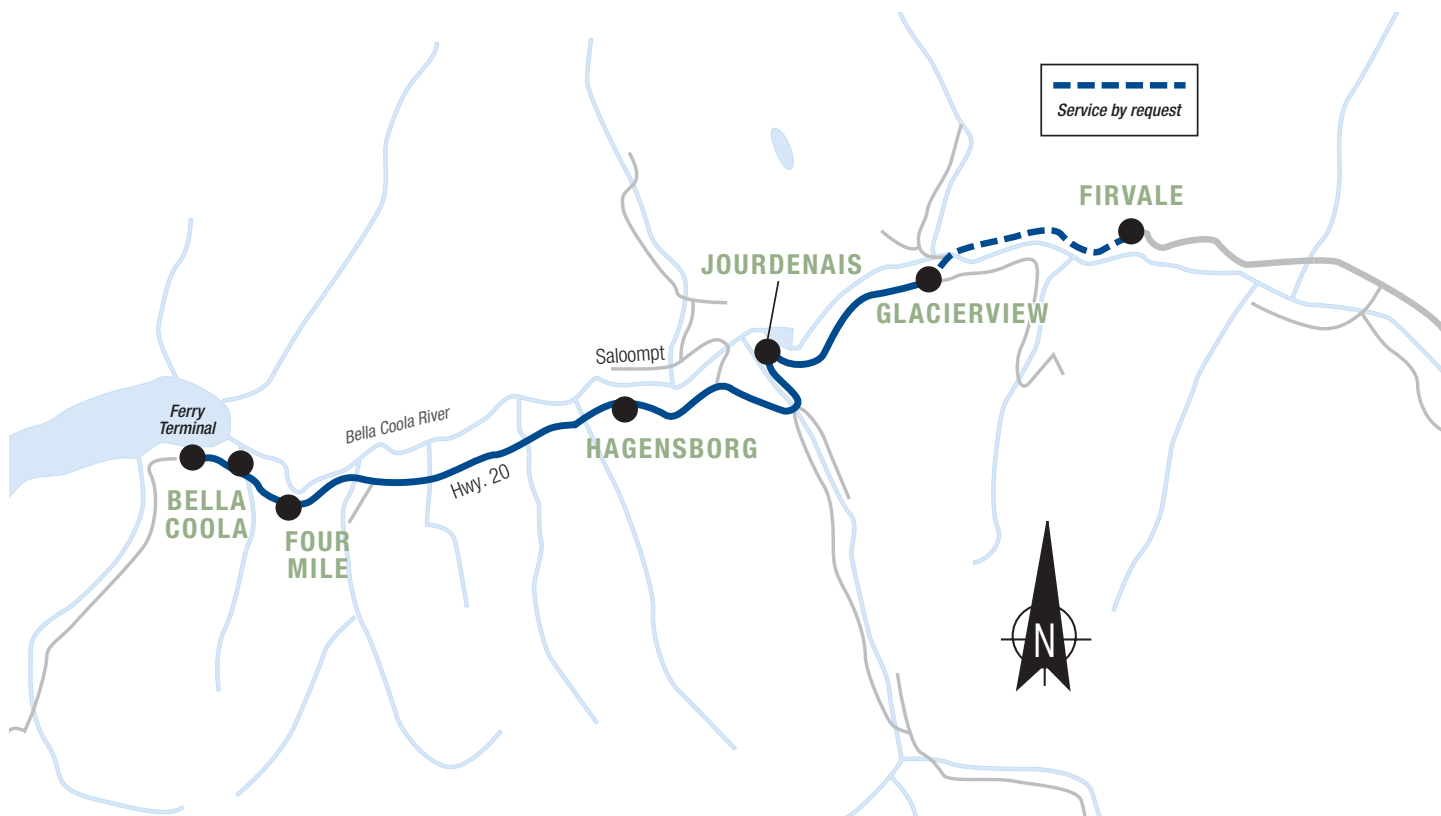 Service by request
FIRVALE
JOURDENAIS
GLACIERVIEW
Saloompt
Ferry
Terminal
Bella Coola River
HAGENSBORG
Hwy. 20
BELLA
COOLA
FOUR
MILE
N